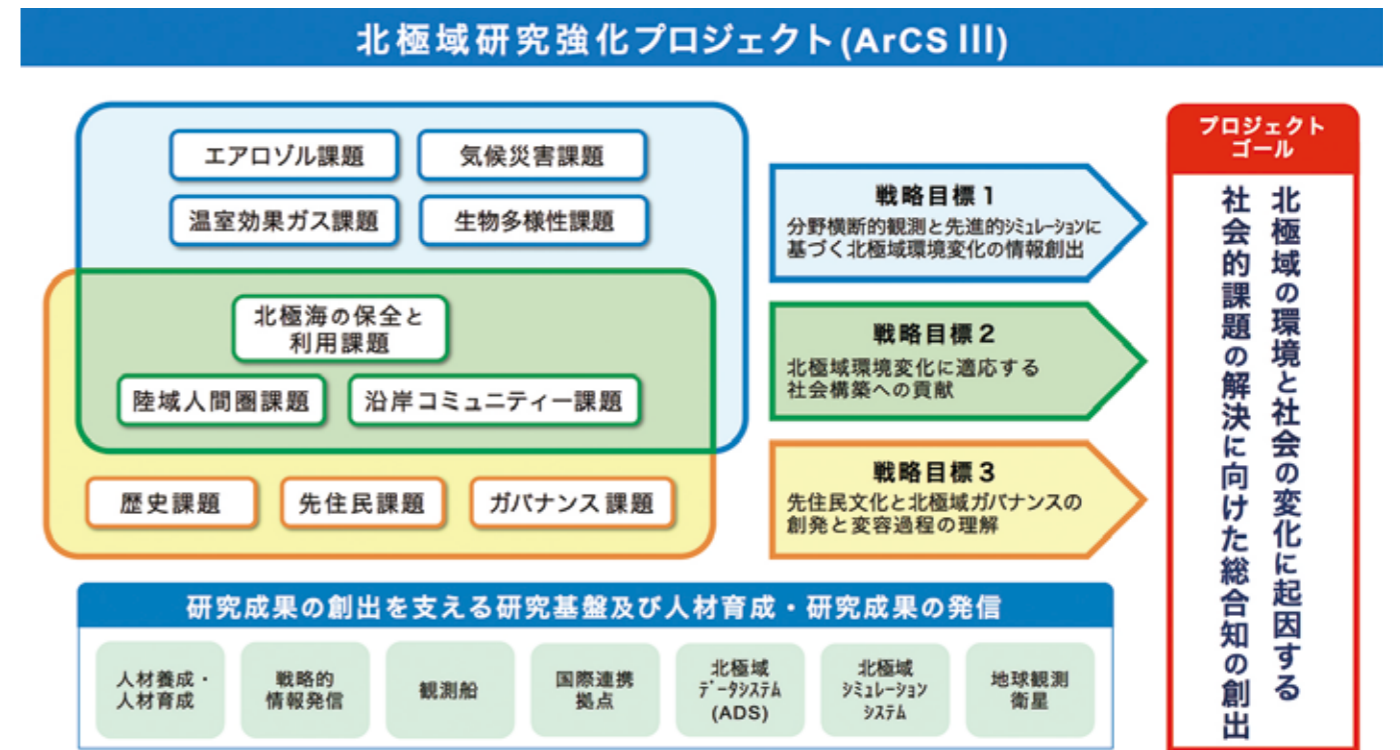 北極域研究強化プロジェクト(ArCS III)
エアロゾル課題
気候災害課題
温室効果ガス課題
生物多様性課題
北極海の保全と
利用課題
陸域人間圏課題
沿岸コミュニティー課題
歴史課題
先住民課題
ガバナンス課題
戦略目標1
分野横断的観測と先進的ｼﾐｭﾚｰｼｮﾝに
基づく北極域環境変化の情報創出
戦略目標2
北極域環境変化に適応する
社会構築への貢献
戦略目標3
先住民文化と北極域ガバナンスの
創発と変容過程の理解
プロジェクト
ゴール
北極域の環境と社会の変化に起因する
社会的課題の解決に向けた総合知の創出
研究成果の創出を支える研究基盤及び人材育成・研究成果の発信
人材養成・
人材育成
戦略的
情報発信
観測船
国際連携
拠点
北極域
ﾃﾞｰﾀｼｽﾃﾑ
(ADS)
北極域
ｼﾐｭﾚｰｼｮﾝ
ｼｽﾃﾑ
地球観測
衛星